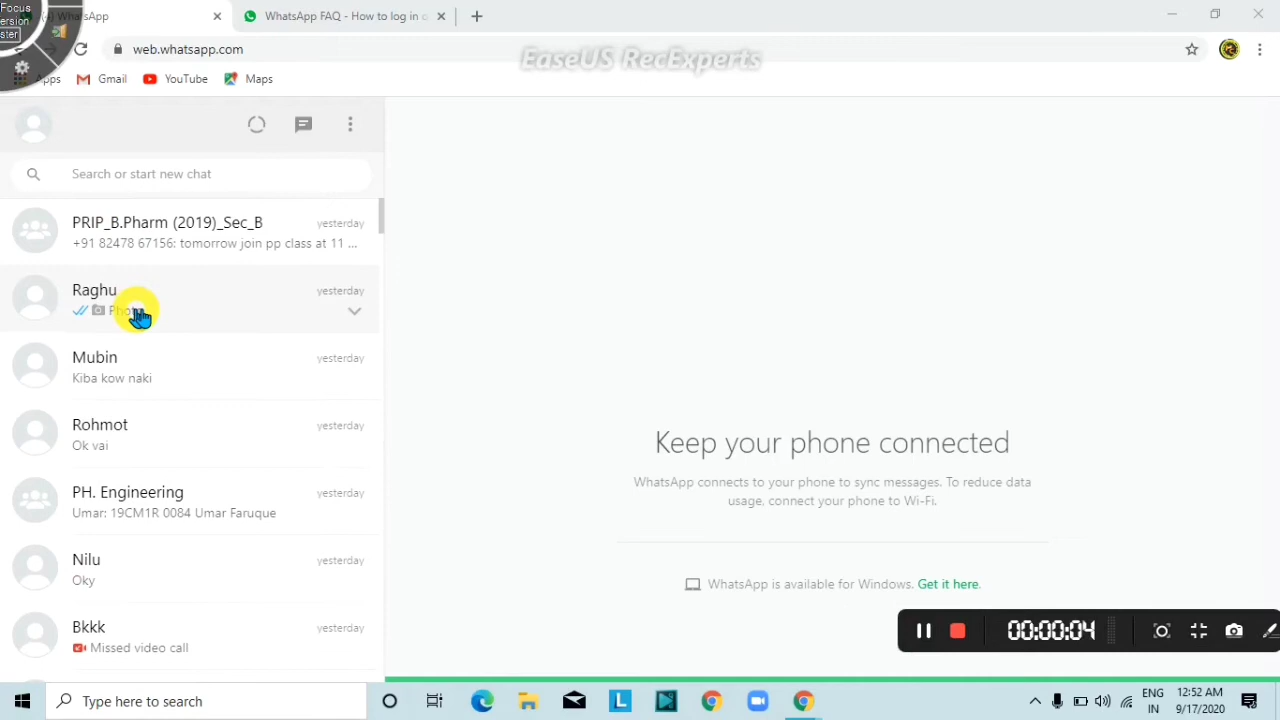 Focus
ersion
ster
(4) WhatsApp
WhatsApp FAQ - How to log in o
web.whatsapp.com
EaseUS RecExperts
Apps
Gmail
YouTube
Maps
Search or start new chat
PRIP_B.Pharm (2019)_Sec_B
yesterday
+91 82478 67156: tomorrow join pp class at 11 ...
Raghu
yesterday
Photo
Mubin
yesterday
Kiba kow naki
Rohmot
yesterday
Ok vai
PH. Engineering
yesterday
Umar: 19CM1R 0084 Umar Faruque
Nilu
yesterday
Oky
Bkkk
yesterday
Missed video call
Keep your phone connected
WhatsApp connects to your phone to sync messages. To reduce data
usage, connect your phone to Wi-Fi.
WhatsApp is available for Windows. Get it here.
00:00:04
Type here to search
L
ENG
IN
12:52 AM
9/17/2020